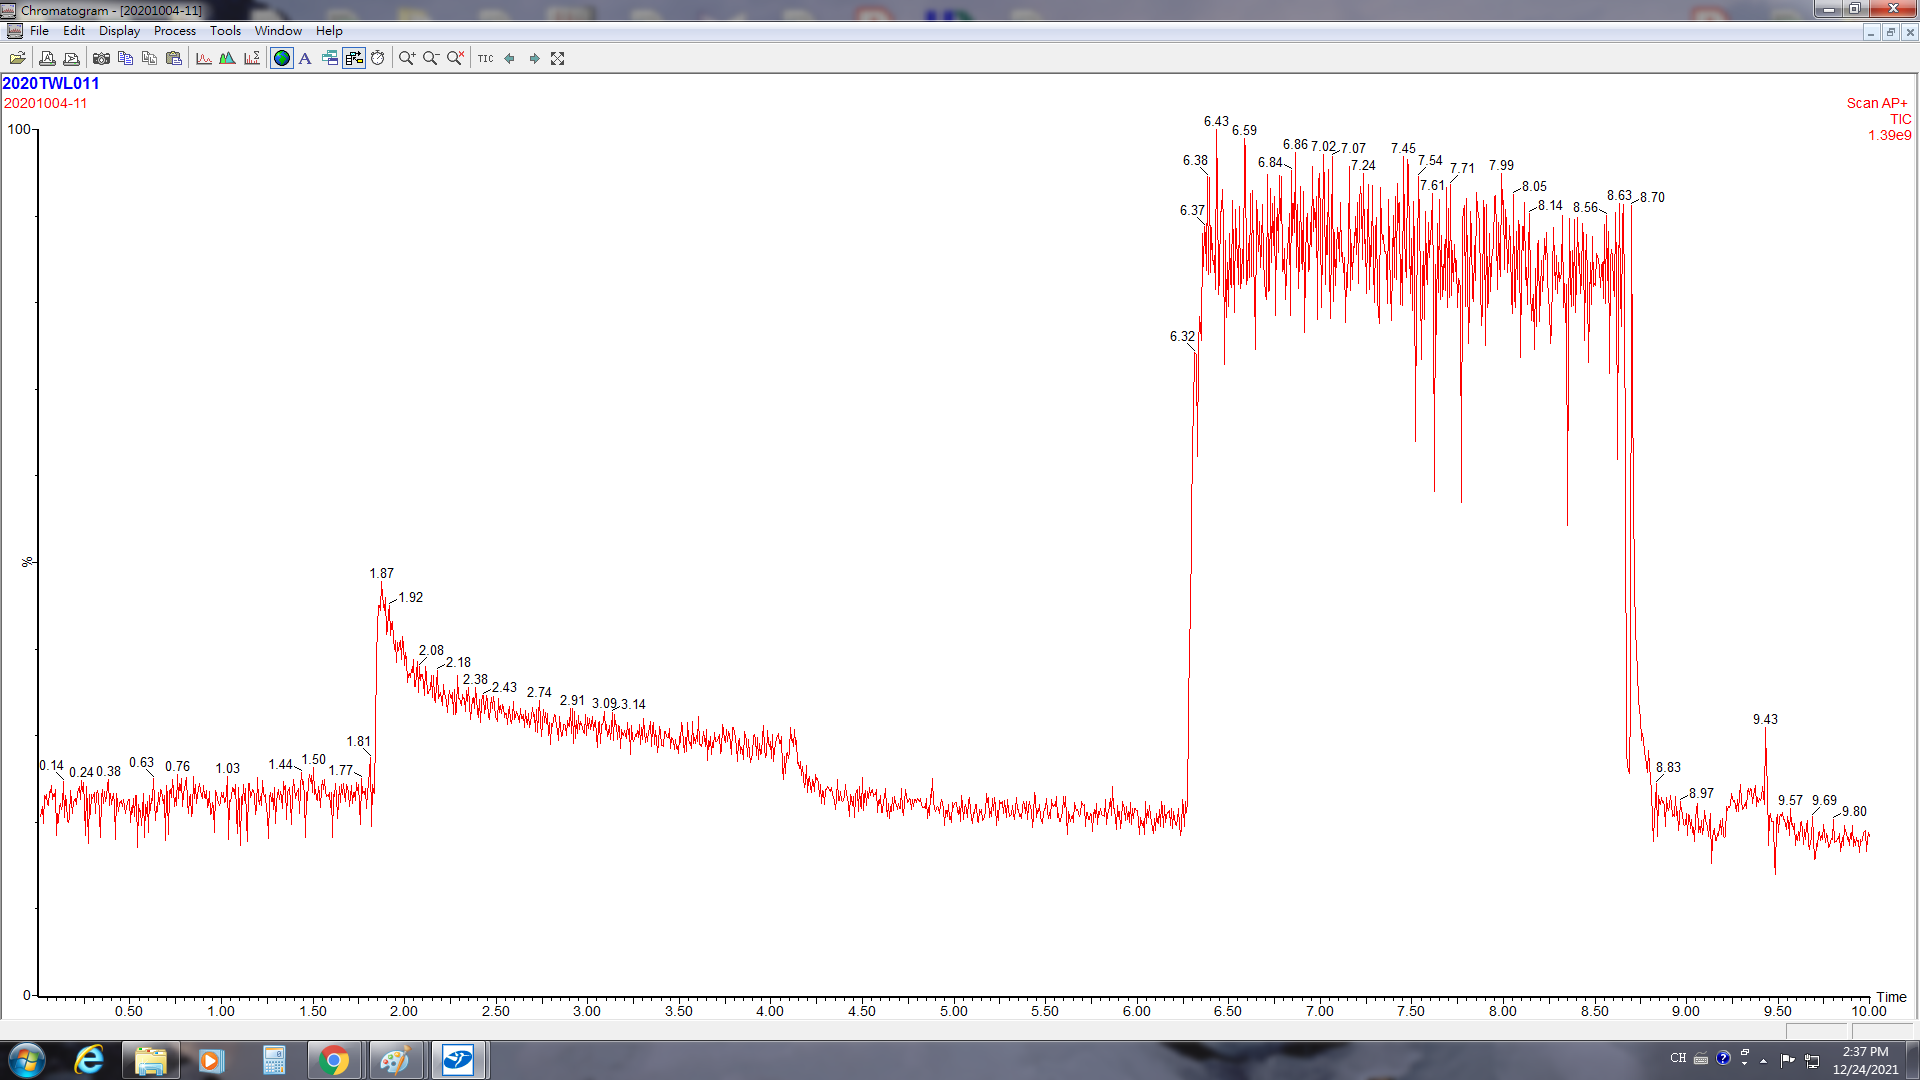 Chromatogram - [20201004-11]
File Edit Display Process Tools Window Help
TIC
2020TWL011
20201004-11
Scan AP+
TIC
1.39e9
100
%
0
0.14 0.24 0.38 0.63 0.76 1.03 1.44 1.50 1.77 1.81 1.87 1.92 2.08 2.18 2.38 2.43 2.74 2.91 3.09 3.14
6.32 6.37 6.38 6.43 6.59 6.84 6.86 7.02 7.07 7.24 7.45 7.54 7.61 7.71 7.99 8.05 8.14 8.56 8.63 8.70
8.83 8.97 9.43 9.57 9.69 9.80
Time
0.50 1.00 1.50 2.00 2.50 3.00 3.50 4.00 4.50 5.00 5.50 6.00 6.50 7.00 7.50 8.00 8.50 9.00 9.50 10.00
CH
2:37 PM
12/24/2021